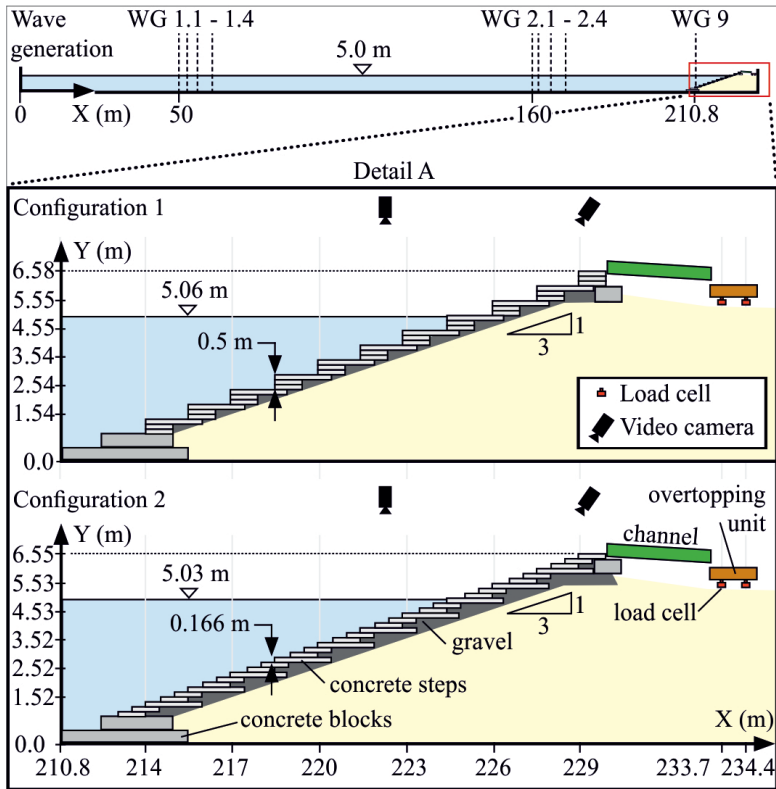 Wave generation
WG 1.1 - 1.4
5.0 m
WG 2.1 - 2.4
WG 9
X (m)
0
50
160
210.8
Detail A
Configuration 1
Y (m)
6.58
5.55
4.55
3.54
2.54
1.54
0.0
5.06 m
0.5 m
1
3
Load cell
Video camera
Configuration 2
Y (m)
6.55
5.53
4.53
3.52
2.52
1.52
0.0
5.03 m
0.166 m
overtopping
unit
channel
load cell
1
3
gravel
concrete steps
concrete blocks
X (m)
210.8
214
217
220
223
226
229
233.7
234.4